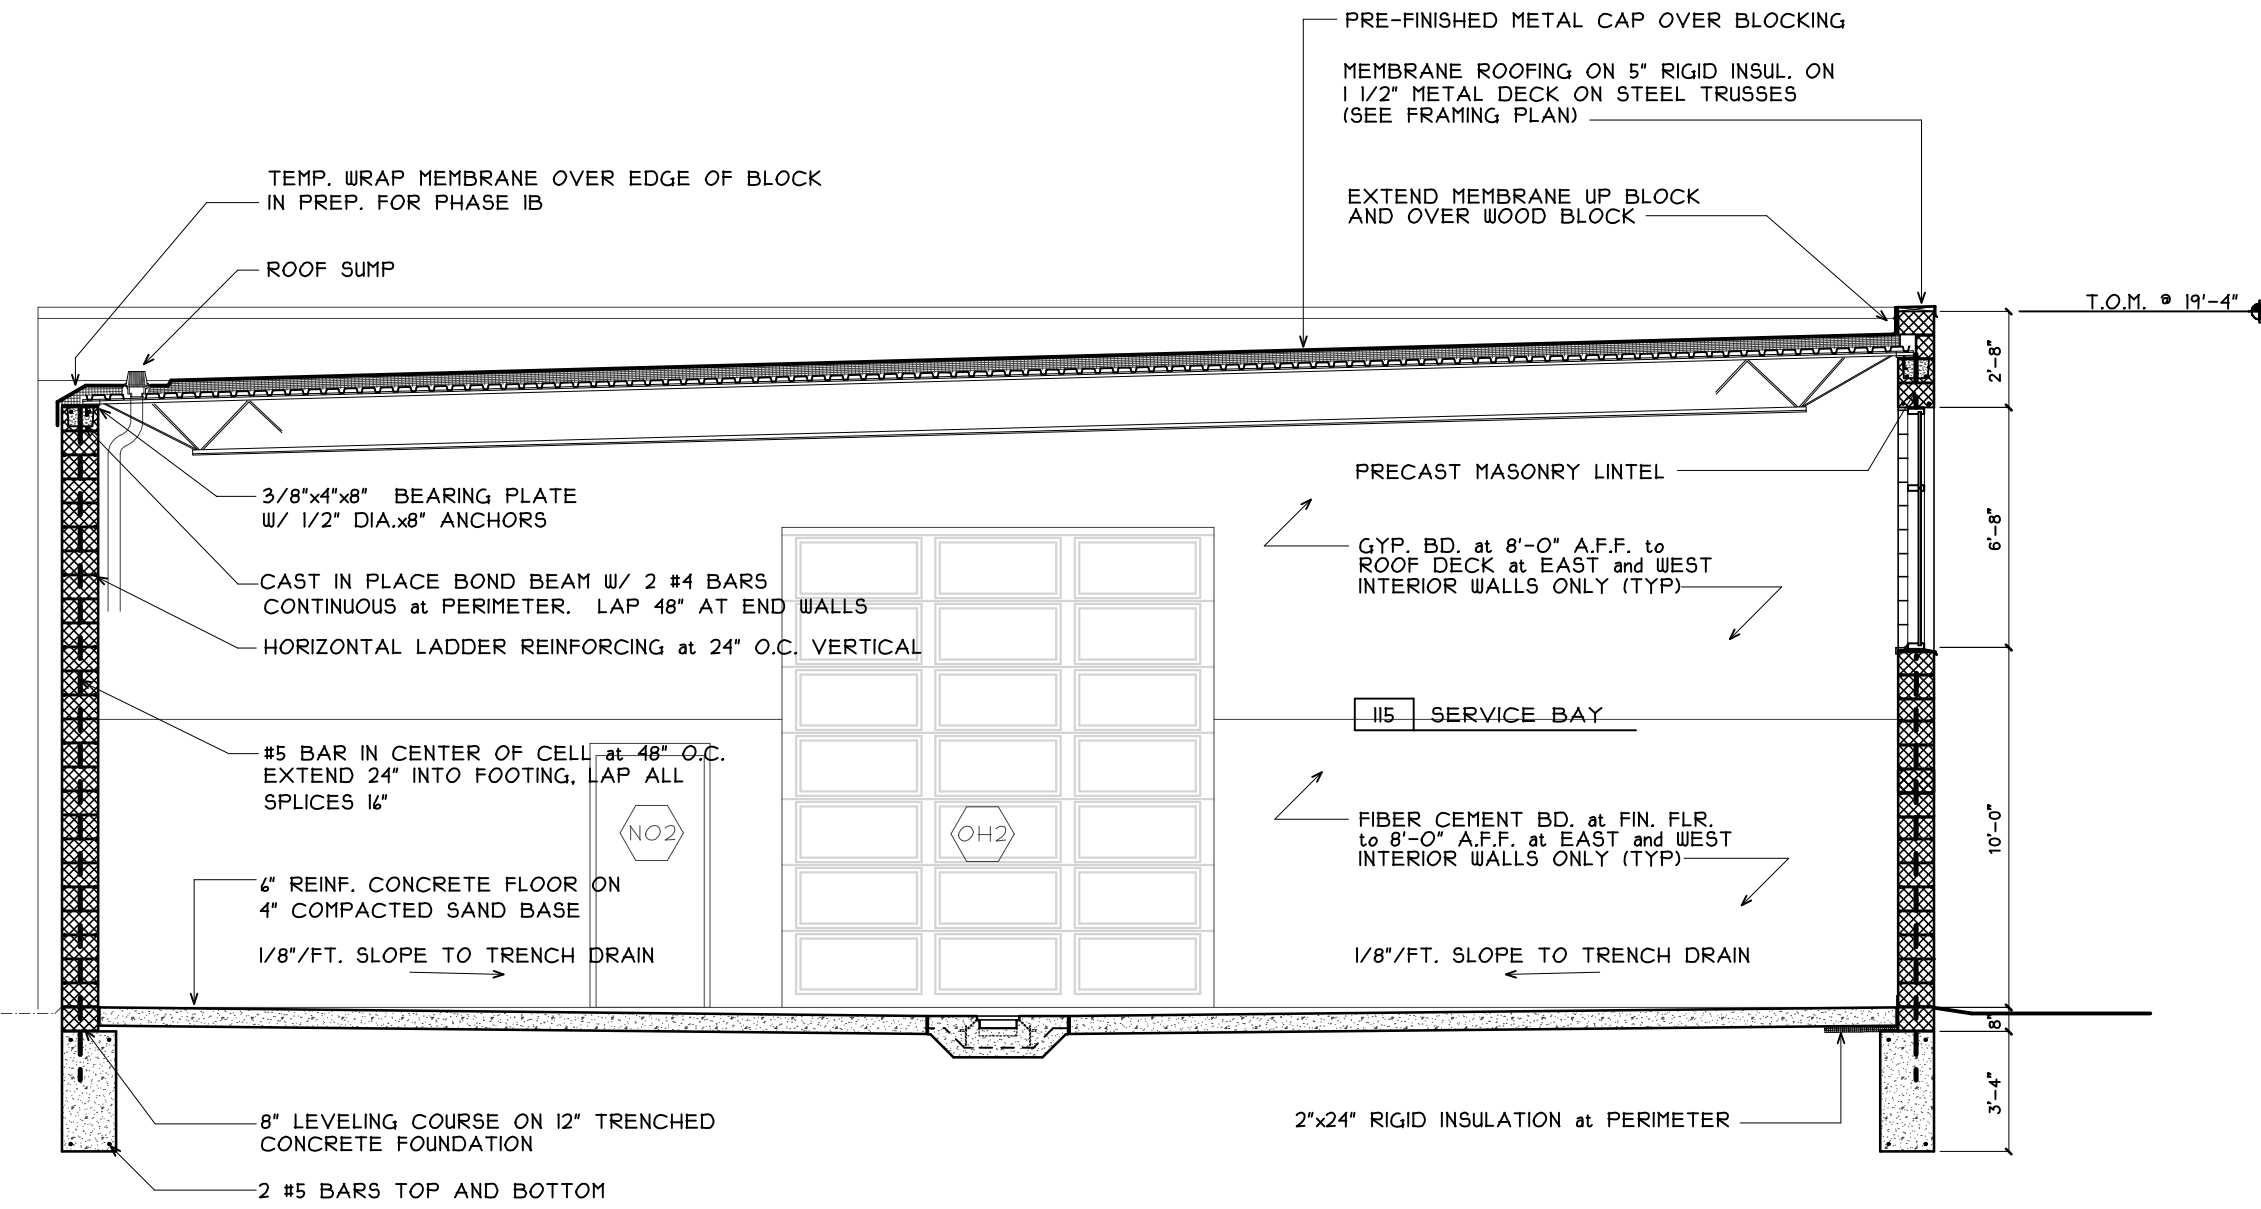 PRE-FINISHED METAL CAP OVER BLOCKING
MEMBRANE ROOFING ON 5" RIGID INSUL. ON
1 1/2" METAL DECK ON STEEL TRUSSES
(SEE FRAMING PLAN)
TEMP. WRAP MEMBRANE OVER EDGE OF BLOCK
IN PREP. FOR PHASE 1B
EXTEND MEMBRANE UP BLOCK
AND OVER WOOD BLOCK
ROOF SUMP
T.O.M. @ 19'-4"
2'-8"
PRECAST MASONRY LINTEL
3/8"x4"x8" BEARING PLATE
W/ 1/2" DIA.x8" ANCHORS
6'-8"
GYP. BD. at 8'-0" A.F.F. to
ROOF DECK at EAST and WEST
INTERIOR WALLS ONLY (TYP)
CAST IN PLACE BOND BEAM W/ 2 #4 BARS
CONTINUOUS at PERIMETER. LAP 48" AT END WALLS
HORIZONTAL LADDER REINFORCING at 24" O.C. VERTICAL
115 SERVICE BAY
#5 BAR IN CENTER OF CELL at 48" O.C.
EXTEND 24" INTO FOOTING, LAP ALL
SPLICES 16"
NO2
OH2
FIBER CEMENT BD. at FIN. FLR.
to 8'-0" A.F.F. at EAST and WEST
INTERIOR WALLS ONLY (TYP)
10'-0"
6" REINF. CONCRETE FLOOR ON
4" COMPACTED SAND BASE
1/8"/FT. SLOPE TO TRENCH DRAIN
1/8"/FT. SLOPE TO TRENCH DRAIN
8"
3'-4"
8" LEVELING COURSE ON 12" TRENCHED
CONCRETE FOUNDATION
2"x24" RIGID INSULATION at PERIMETER
2 #5 BARS TOP AND BOTTOM